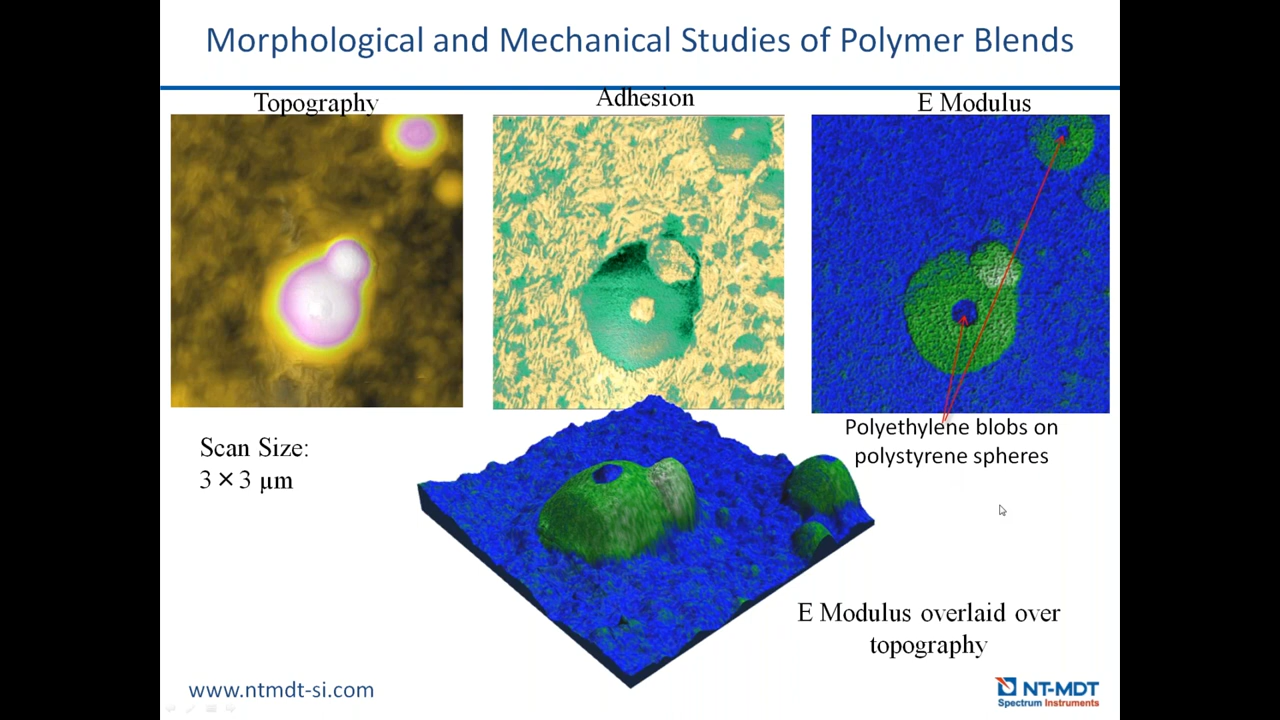 Morphological and Mechanical Studies of Polymer Blends
Topography
Adhesion
E Modulus
Polyethylene blobs on
polystyrene spheres
Scan Size:
3 × 3 µm
E Modulus overlaid over
topography
www.ntmdt-si.com
NT-MDT
Spectrum Instruments